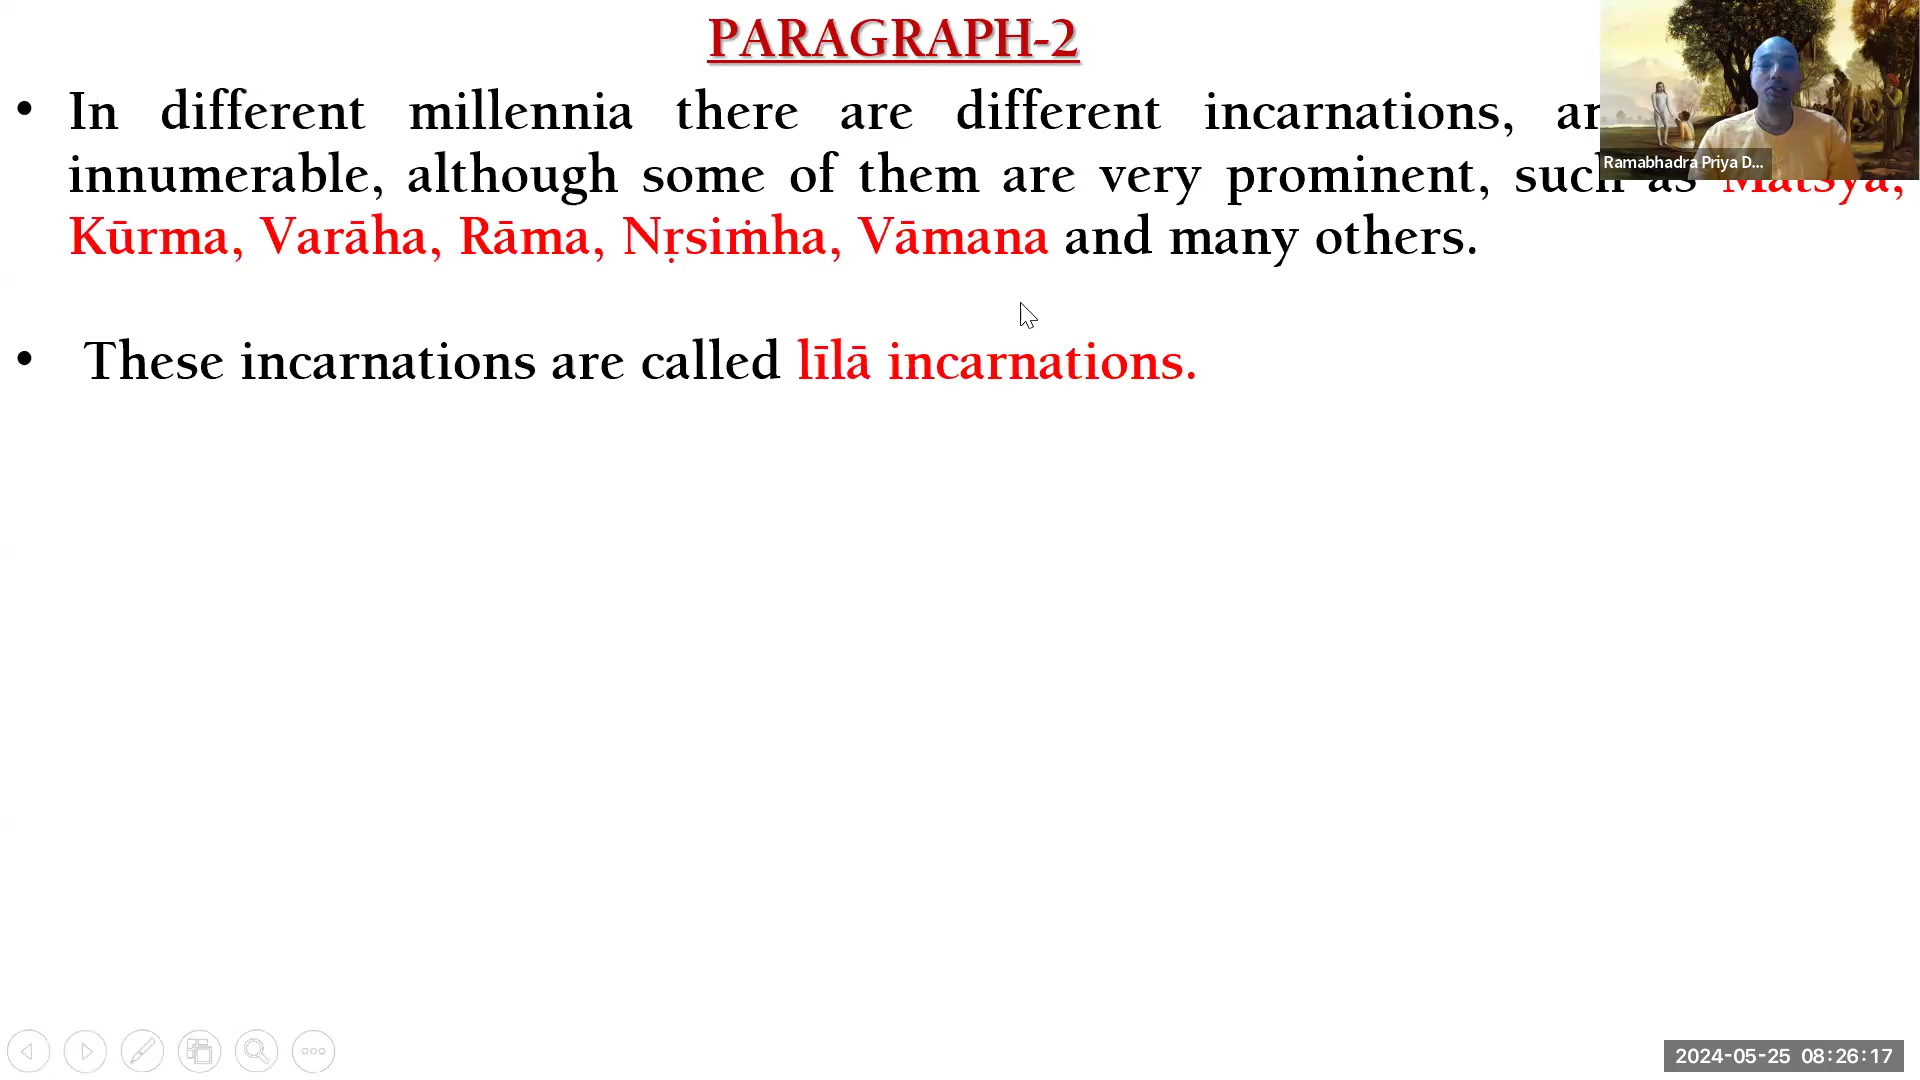 PARAGRAPH-2
• In different millennia there are different incarnations,
innumerable, although some of them are very prominent, such as Matsya,
Kūrma, Varāha, Rāma, Nṛsiṁha, Vāmana and many others.
• These incarnations are called līlā incarnations.
Ramabhadra Priya D...
2024-05-25 08:26:17